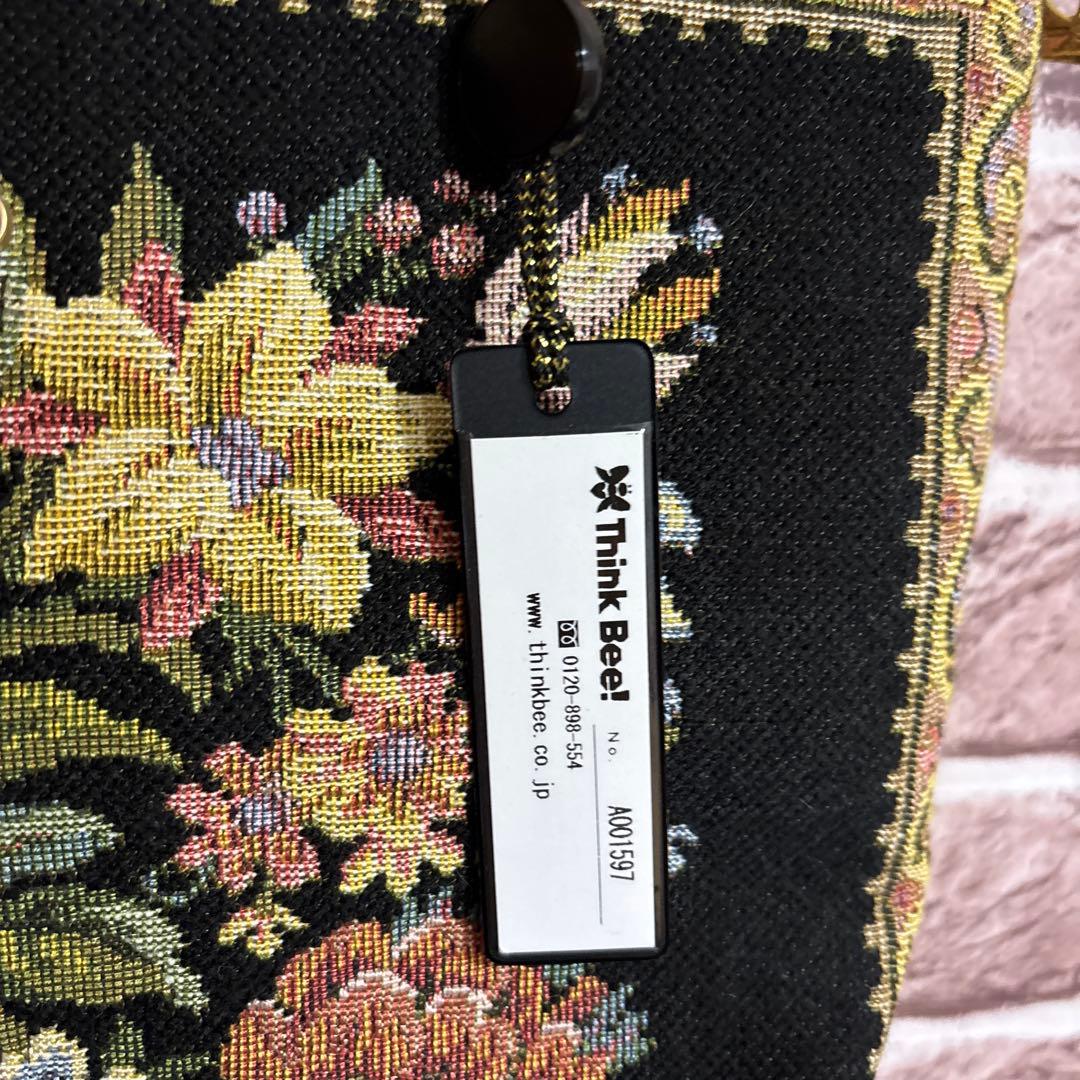 Think Bee!
No. A001597
0120-898-554
www.thinkbee.co.jp